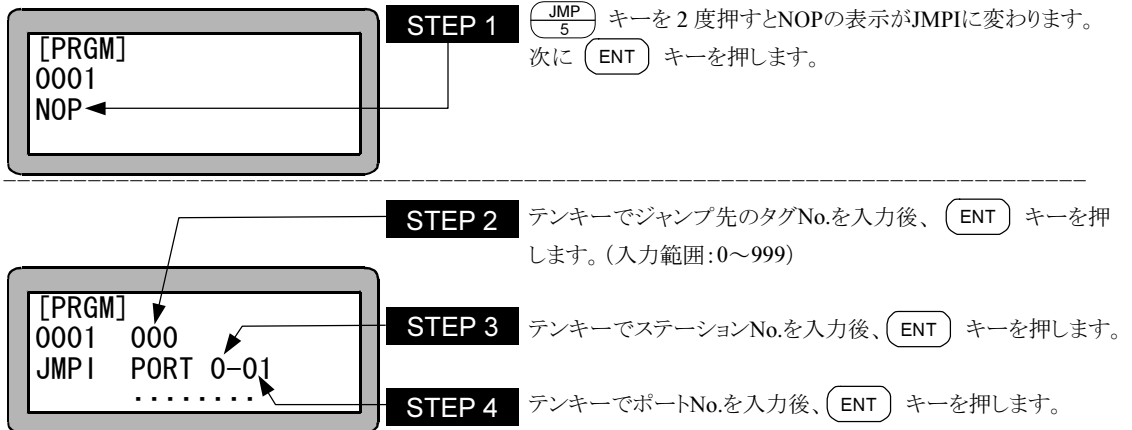 STEP 1
JMP
5
キーを2度押すとNOPの表示がJMPIに変わります。
次に ENT キーを押します。
[PRGM]
0001
NOP
STEP 2
テンキーでジャンプ先のタグNo.を入力後、 ENT キーを押
します。(入力範囲:0~999)
[PRGM]
0001 000
JMPI PORT 0-01
・・・・・・・・
STEP 3
テンキーでステーションNo.を入力後、 ENT キーを押します。
STEP 4
テンキーでポートNo.を入力後、 ENT キーを押します。